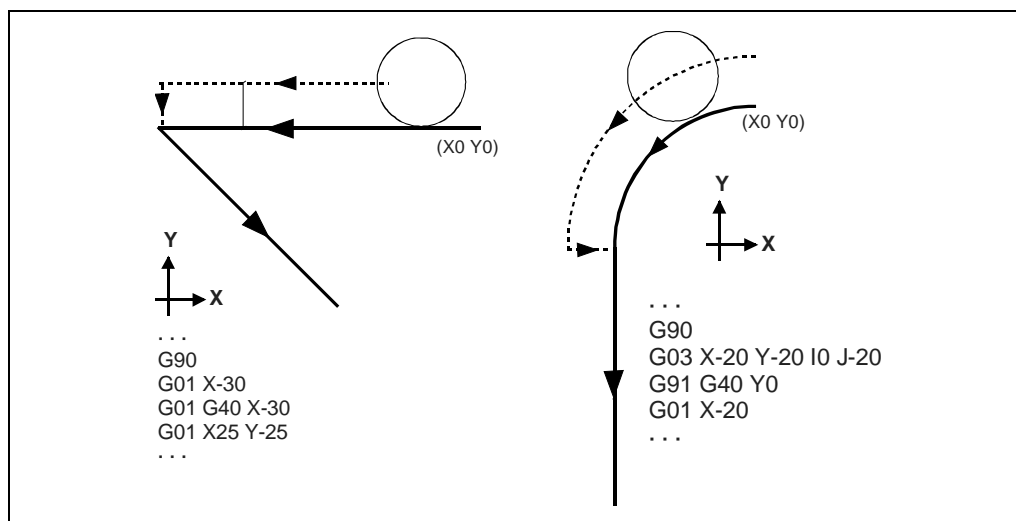 (X0 Y0)
Y
X
. . .
G90
G01 X-30
G01 G40 X-30
G01 X25 Y-25
. . .
(X0 Y0)
Y
X
. . .
G90
G03 X-20 Y-20 I0 J-20
G91 G40 Y0
G01 X-20
. . .